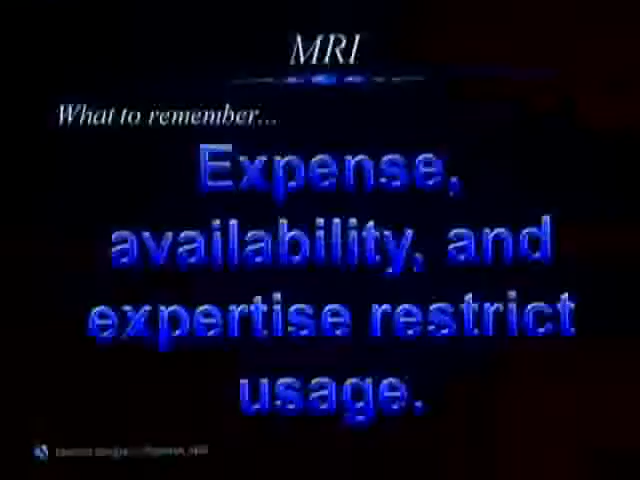 MRI
What to remember...
Expense,
availability, and
expertise restrict
usage.